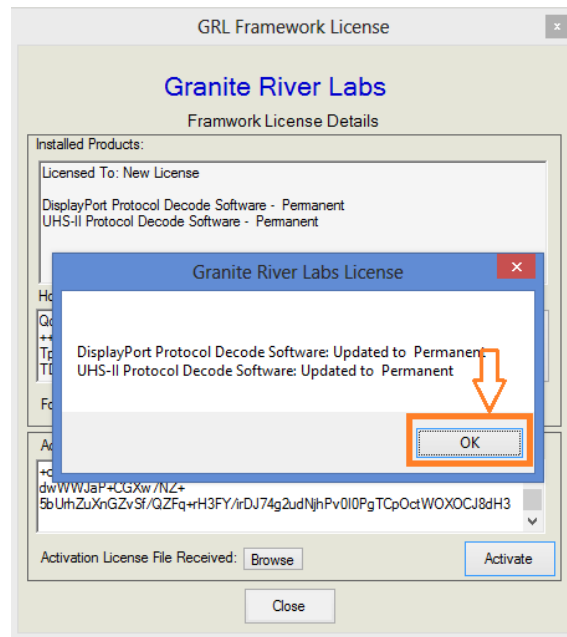 GRL Framework License
x
Granite River Labs
Framwork License Details
Installed Products:
Licensed To: New License
DisplayPort Protocol Decode Software - Permanent
UHS-II Protocol Decode Software - Permanent
Granite River Labs License
DisplayPort Protocol Decode Software: Updated to Permanent
UHS-II Protocol Decode Software: Updated to Permanent
OK
dwWWJaP+CGXw7NZ+
5bUrhZuXnGZvSf/QZFq+rH3FY/irDJ74g2udNjhPv0I0PgTCpOctWOXOCJ8dH3
Activation License File Received: Browse
Activate
Close